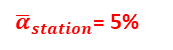 ᾱ_station = 5%